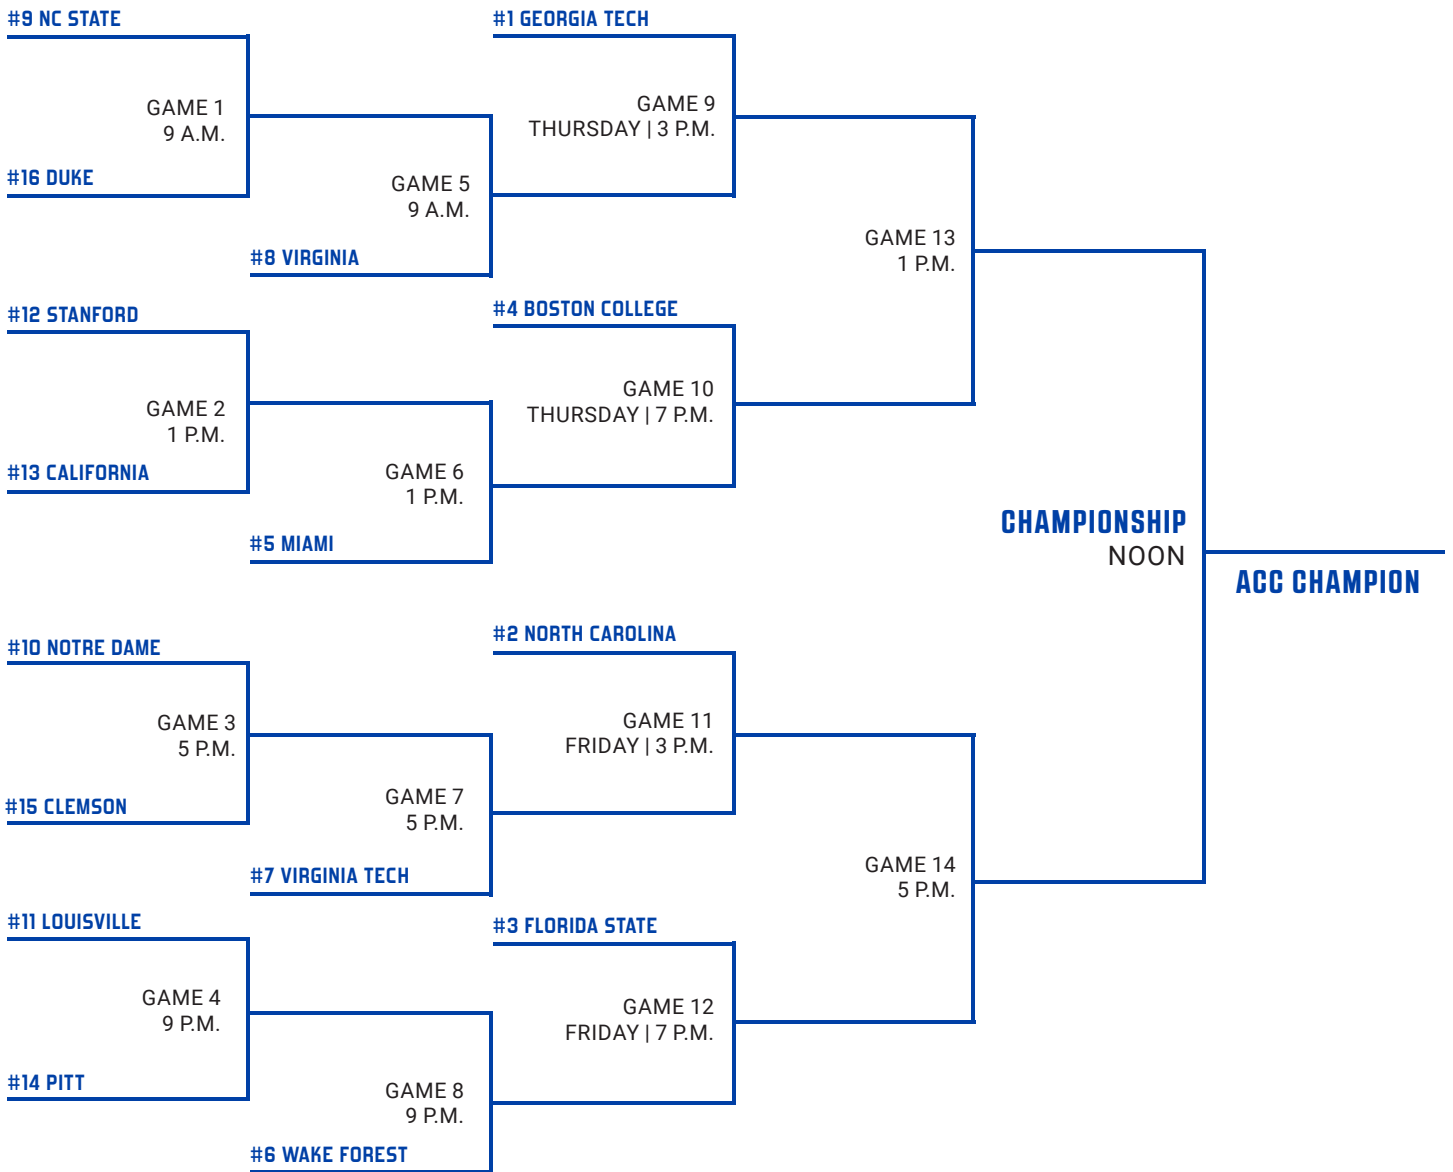 #9 NC STATE
GAME 1
9 A.M.
#16 DUKE
GAME 5
9 A.M.
#8 VIRGINIA
#12 STANFORD
GAME 2
1 P.M.
#13 CALIFORNIA
GAME 6
1 P.M.
#5 MIAMI
#1 GEORGIA TECH
GAME 9
THURSDAY | 3 P.M.
#4 BOSTON COLLEGE
GAME 10
THURSDAY | 7 P.M.
GAME 13
1 P.M.
#10 NOTRE DAME
GAME 3
5 P.M.
#15 CLEMSON
GAME 7
5 P.M.
#7 VIRGINIA TECH
#11 LOUISVILLE
GAME 4
9 P.M.
#14 PITT
GAME 8
9 P.M.
#6 WAKE FOREST
#2 NORTH CAROLINA
GAME 11
FRIDAY | 3 P.M.
#3 FLORIDA STATE
GAME 12
FRIDAY | 7 P.M.
GAME 14
5 P.M.
CHAMPIONSHIP
NOON
ACC CHAMPION